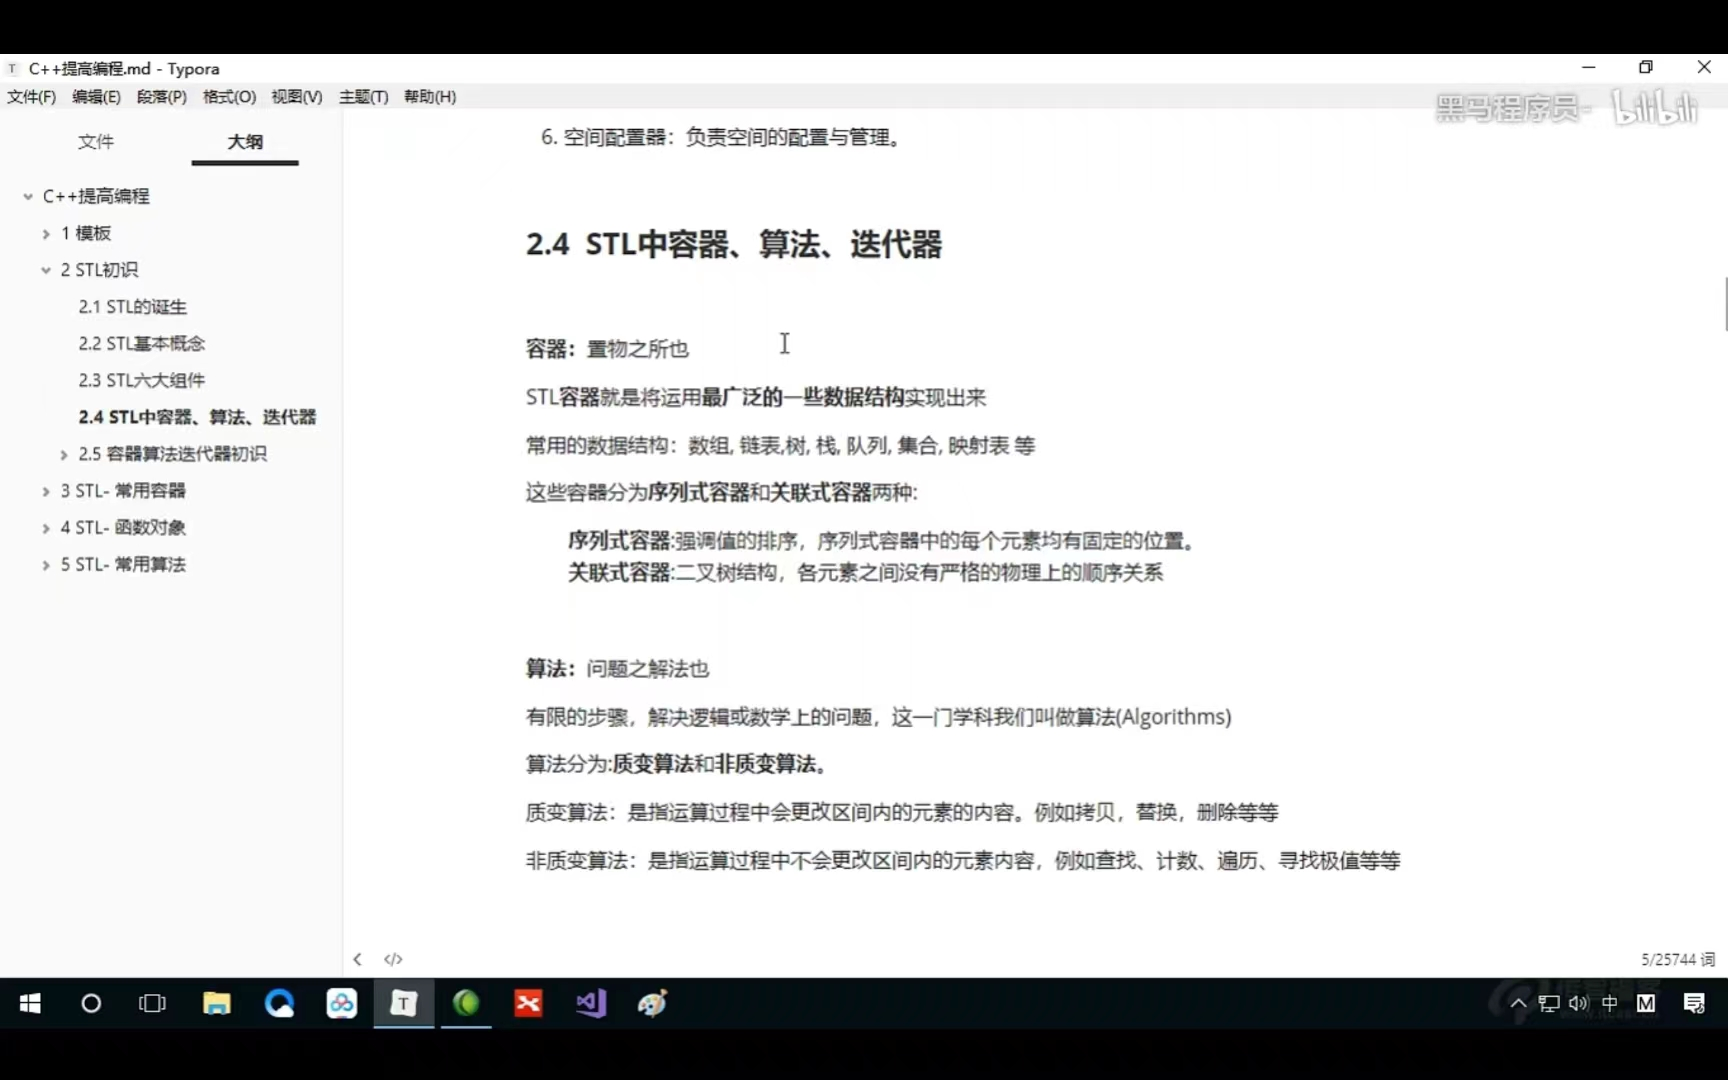 C++提高编程.md - Typora
文件(F) 编辑(E) 段落(P) 格式(O) 视图(V) 主题(T) 帮助(H)
黑马程序员- bilibili
文件 大纲
C++提高编程
1 模板
2 STL初识
2.1 STL的诞生
2.2 STL基本概念
2.3 STL六大组件
2.4 STL中容器、算法、迭代器
2.5 容器算法迭代器初识
3 STL- 常用容器
4 STL- 函数对象
5 STL- 常用算法
6. 空间配置器：负责空间的配置与管理。
2.4 STL中容器、算法、迭代器
容器：置物之所也
STL容器就是将运用最广泛的一些数据结构实现出来
常用的数据结构：数组, 链表,树, 栈, 队列, 集合, 映射表 等
这些容器分为序列式容器和关联式容器两种:
序列式容器:强调值的排序，序列式容器中的每个元素均有固定的位置。
关联式容器:二叉树结构，各元素之间没有严格的物理上的顺序关系
算法：问题之解法也
有限的步骤，解决逻辑或数学上的问题，这一门学科我们叫做算法(Algorithms)
算法分为:质变算法和非质变算法。
质变算法：是指运算过程中会更改区间内的元素的内容。例如拷贝，替换，删除等等
非质变算法：是指运算过程中不会更改区间内的元素内容，例如查找、计数、遍历、寻找极值等等
5/25744 词
中 M